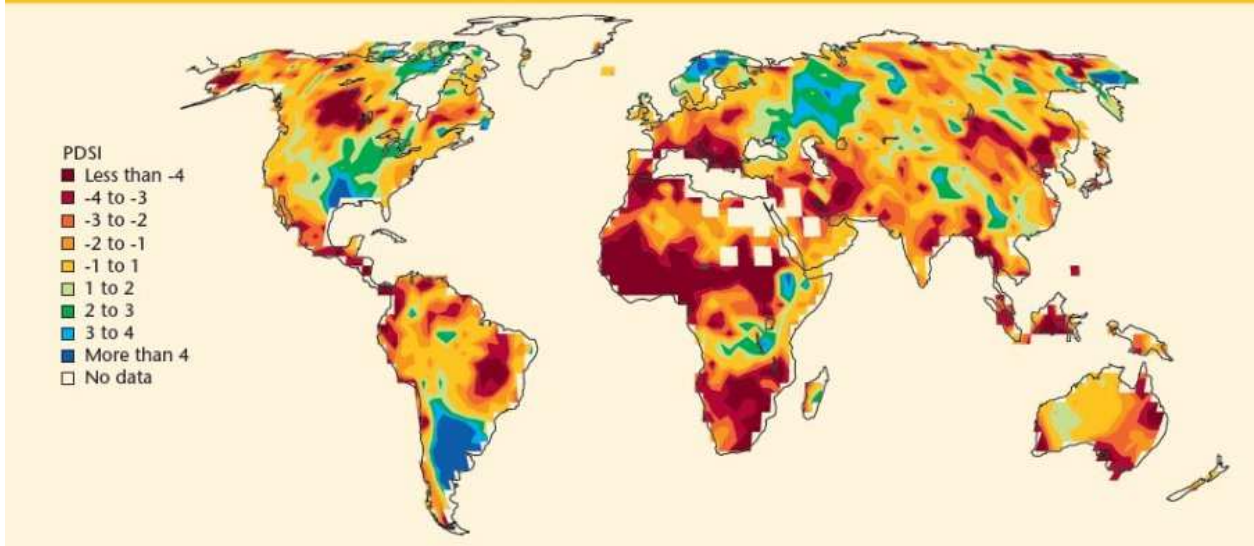 PDSI
Less than -4
-4 to -3
-3 to -2
-2 to -1
-1 to 1
1 to 2
2 to 3
3 to 4
More than 4
No data